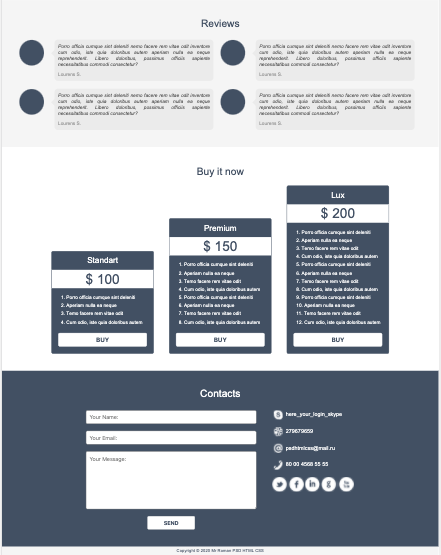 Reviews
Porro officia cumque sint deleniti nemo facere rem vitae odit inventore
cum odio, iste quia doloribus autem aperiam nulla ea neque
reprehenderit. Libero doloribus, possimus officia sapiente
necessitatibus commodi consectetur?
Lourens S.
Porro officia cumque sint deleniti nemo facere rem vitae odit inventore
cum odio, iste quia doloribus autem aperiam nulla ea neque
reprehenderit. Libero doloribus, possimus officia sapiente
necessitatibus commodi consectetur?
Lourens S.
Porro officia cumque sint deleniti nemo facere rem vitae odit inventore
cum odio, iste quia doloribus autem aperiam nulla ea neque
reprehenderit. Libero doloribus, possimus officia sapiente
necessitatibus commodi consectetur?
Lourens S.
Porro officia cumque sint deleniti nemo facere rem vitae odit inventore
cum odio, iste quia doloribus autem aperiam nulla ea neque
reprehenderit. Libero doloribus, possimus officia sapiente
necessitatibus commodi consectetur?
Lourens S.
Buy it now
Standart
$ 100
1. Porro officia cumque sint deleniti
2. Aperiam nulla ea neque
3. Temo facere rem vitae odit
4. Cum odio, iste quia doloribus autem
BUY
Premium
$ 150
1. Porro officia cumque sint deleniti
2. Aperiam nulla ea neque
3. Temo facere rem vitae odit
4. Cum odio, iste quia doloribus autem
5. Porro officia cumque sint deleniti
6. Aperiam nulla ea neque
7. Temo facere rem vitae odit
8. Cum odio, iste quia doloribus autem
BUY
Lux
$ 200
1. Porro officia cumque sint deleniti
2. Aperiam nulla ea neque
3. Temo facere rem vitae odit
4. Cum odio, iste quia doloribus autem
5. Porro officia cumque sint deleniti
6. Aperiam nulla ea neque
7. Temo facere rem vitae odit
8. Cum odio, iste quia doloribus autem
9. Porro officia cumque sint deleniti
10. Aperiam nulla ea neque
11. Temo facere rem vitae odit
12. Cum odio, iste quia doloribus autem
BUY
Contacts
Your Name:
Your Email:
Your Message:
SEND
here_your_login_skype
279679659
psdhtmlcss@mail.ru
80 00 4568 55 55
Copyright © 2020 Mr Roman PSD HTML CSS